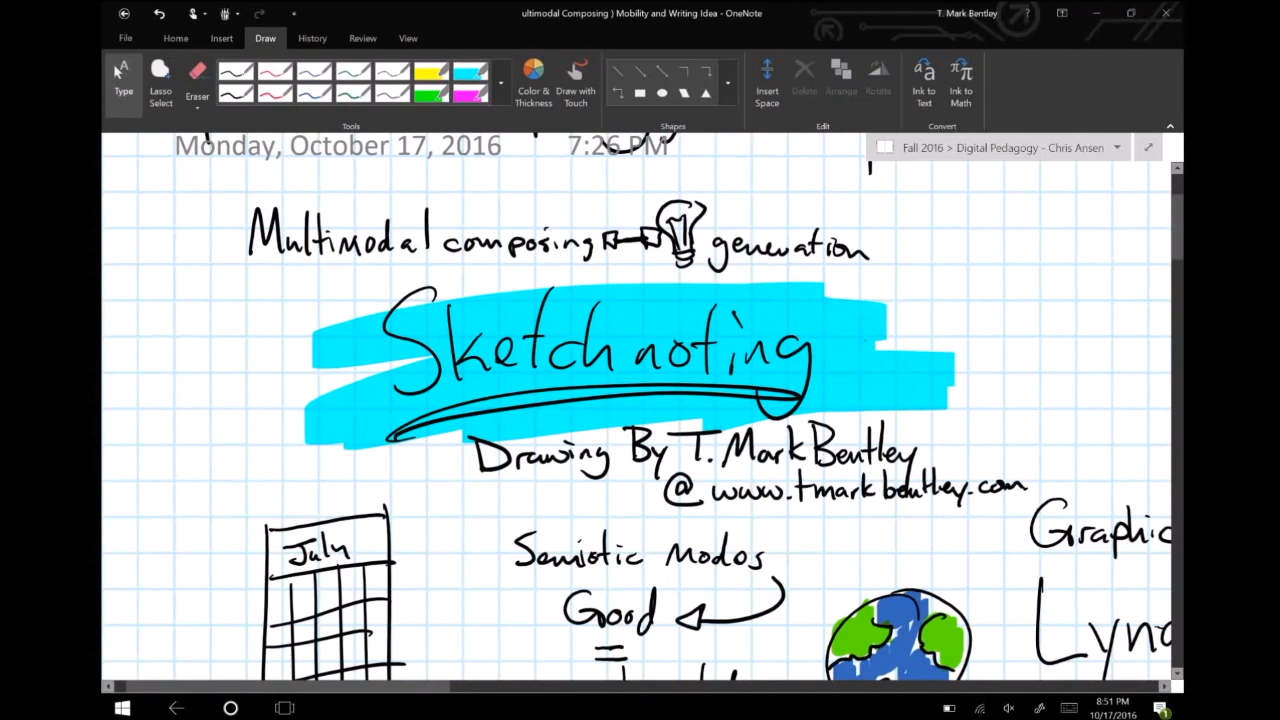 ultimodal Composing ) Mobility and Writing Idea - OneNote
T. Mark Bentley
?
File
Home
Insert
Draw
History
Review
View
Type
Lasso Select
Eraser
Color & Thickness
Draw with Touch
Insert Space
Delete
Arrange
Rotate
Ink to Text
Ink to Math
Tools
Shapes
Edit
Convert
Monday, October 17, 2016 7:26 PM
Fall 2016 > Digital Pedagogy - Chris Ansen
Multimodal composing generation
Sketchnoting
Drawing By T. Mark Bentley
@ www.tmarkbentley.com
July
Semiotic Modos
Good
=
Graphic
Lyn
8:51 PM
10/17/2016
1